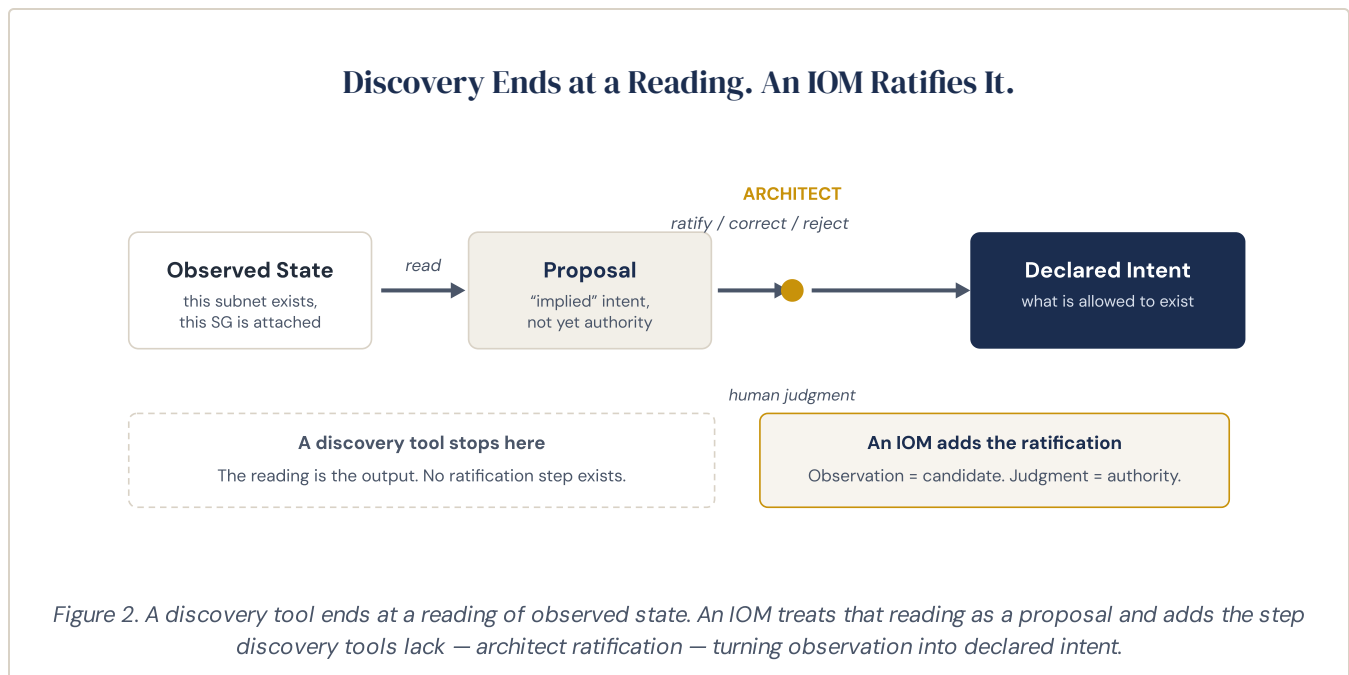 Discovery Ends at a Reading. An IOM Ratifies It.
ARCHITECT
ratify / correct / reject
Observed State
this subnet exists,
this SG is attached
read
Proposal
“implied” intent,
not yet authority
Declared Intent
what is allowed to exist
human judgment
A discovery tool stops here
The reading is the output. No ratification step exists.
An IOM adds the ratification
Observation = candidate. Judgment = authority.
Figure 2. A discovery tool ends at a reading of observed state. An IOM treats that reading as a proposal and adds the step
discovery tools lack — architect ratification — turning observation into declared intent.